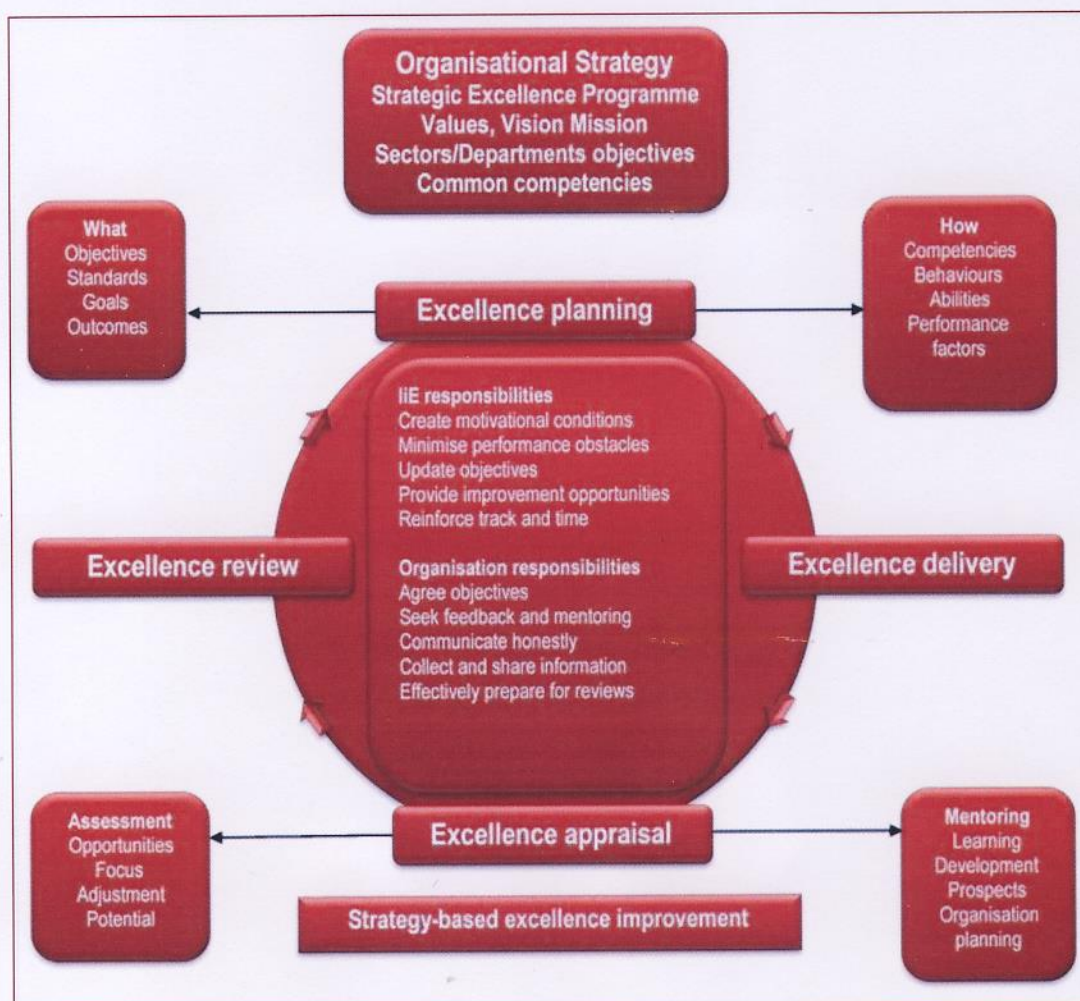 Organisational Strategy
Strategic Excellence Programme
Values, Vision Mission
Sectors/Departments objectives
Common competencies
What
Objectives
Standards
Goals
Outcomes
How
Competencies
Behaviours
Abilities
Performance
factors
Excellence planning
IiE responsibilities
Create motivational conditions
Minimise performance obstacles
Update objectives
Provide improvement opportunities
Reinforce track and time
Organisation responsibilities
Agree objectives
Seek feedback and mentoring
Communicate honestly
Collect and share information
Effectively prepare for reviews
Excellence review
Excellence delivery
Assessment
Opportunities
Focus
Adjustment
Potential
Excellence appraisal
Mentoring
Learning
Development
Prospects
Organisation
planning
Strategy-based excellence improvement